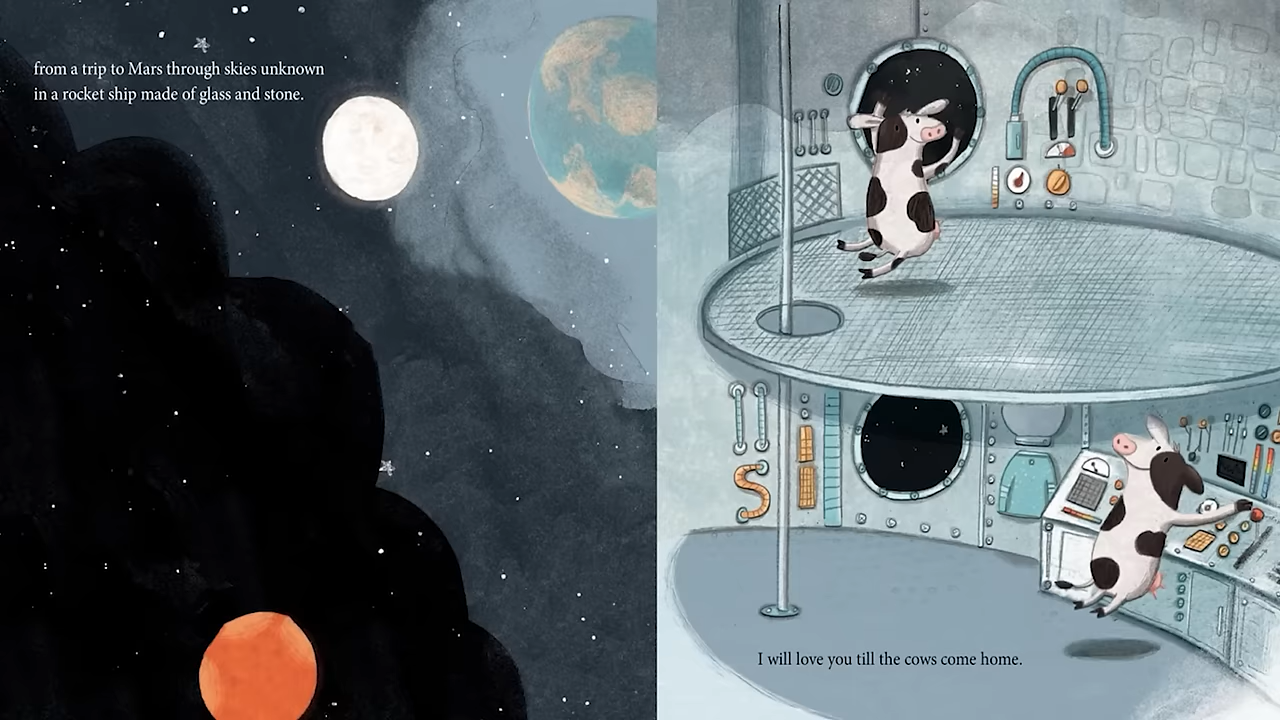 from a trip to Mars through skies unknown
in a rocket ship made of glass and stone.
I will love you till the cows come home.